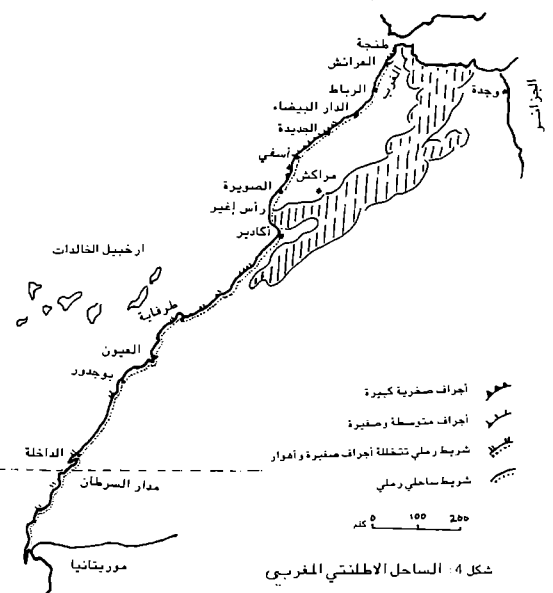 طنجة
العرائش
الرباط
الدار البيضاء
الجديدة
أسفي
مراكش
الصويرة
رأس إغير
أكادير
وجدة
الجزائر
ارخبيل الخالدات
طرفاية
العيون
بوجدور
الداخلة
مدار السرطان
موريتانيا
أجراف صخرية كبيرة
أجراف متوسطة وصغيرة
شريط رملي تتخللة أجراف صغيرة وأهوار
شريط ساحلي رملي
كلم 0 100 200
شكل 4: الساحل الاطلنتي المغربي